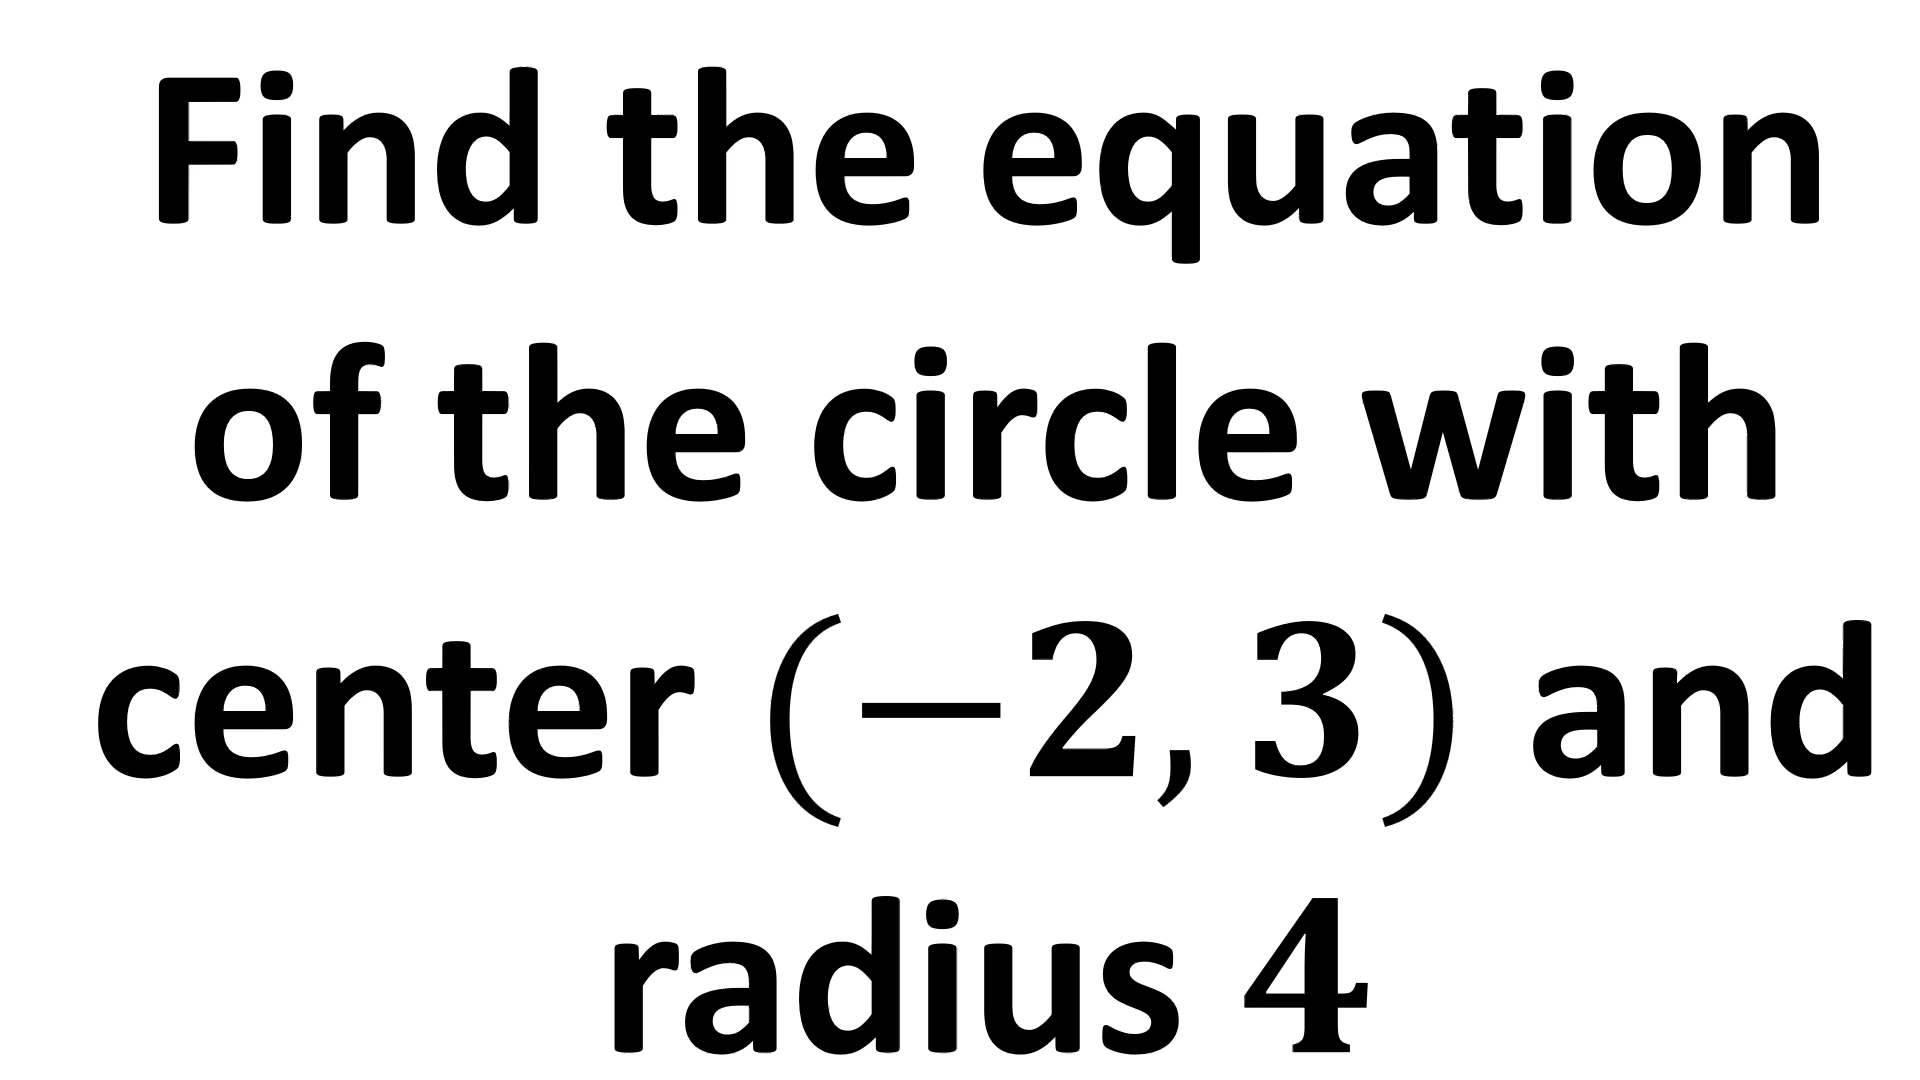 Find the equation
of the circle with
center (−2, 3) and
radius 4